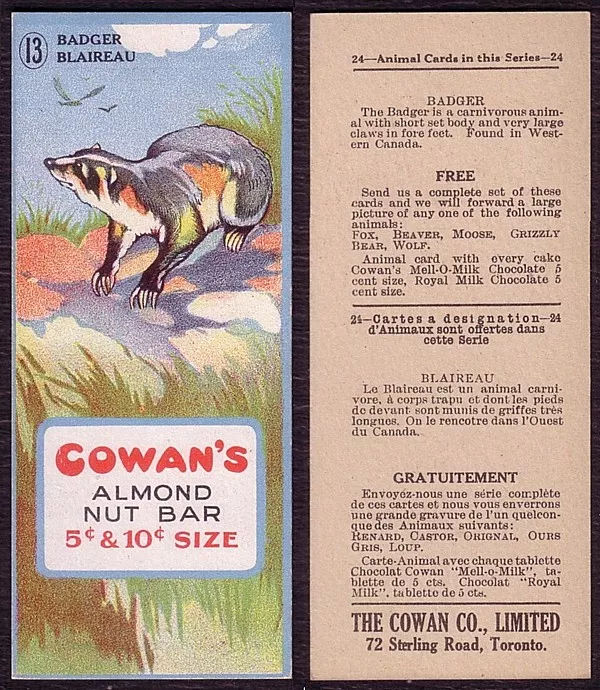 13
BADGER
BLAIREAU
COWAN'S
ALMOND
NUT BAR
5¢ & 10¢ SIZE
24—Animal Cards in this Series—24
BADGER
The Badger is a carnivorous anim-
al with short set body and very large
claws in fore feet. Found in West-
ern Canada.
FREE
Send us a complete set of these
cards and we will forward a large
picture of any one of the following
animals:
FOX, BEAVER, MOOSE, GRIZZLY
BEAR, WOLF.
Animal card with every cake
Cowan's Mell-O-Milk Chocolate 5
cent size, Royal Milk Chocolate 5
cent size.
24—Cartes a designation—24
d'Animaux sont offertes dans
cette Serie
BLAIREAU
Le Blaireau est un animal carni-
vore, à corps trapu et dont les pieds
de devant sont munis de griffes très
longues. On le rencotre dans l'Ouest
du Canada.
GRATUITEMENT
Envoyéz-nous une série complète
de ces cartes et nous vous enverrons
une grande gravure de l'un quelcon-
que des Animaux suivants:
RENARD, CASTOR, ORIGNAL, OURS
GRIS, LOUP.
Carte-Animal avec chaque tablette
Chocolat Cowan "Mell-o-Milk", ta-
blette de 5 cts. Chocolat "Royal
Milk", tablette de 5 cts.
THE COWAN CO., LIMITED
72 Sterling Road, Toronto.